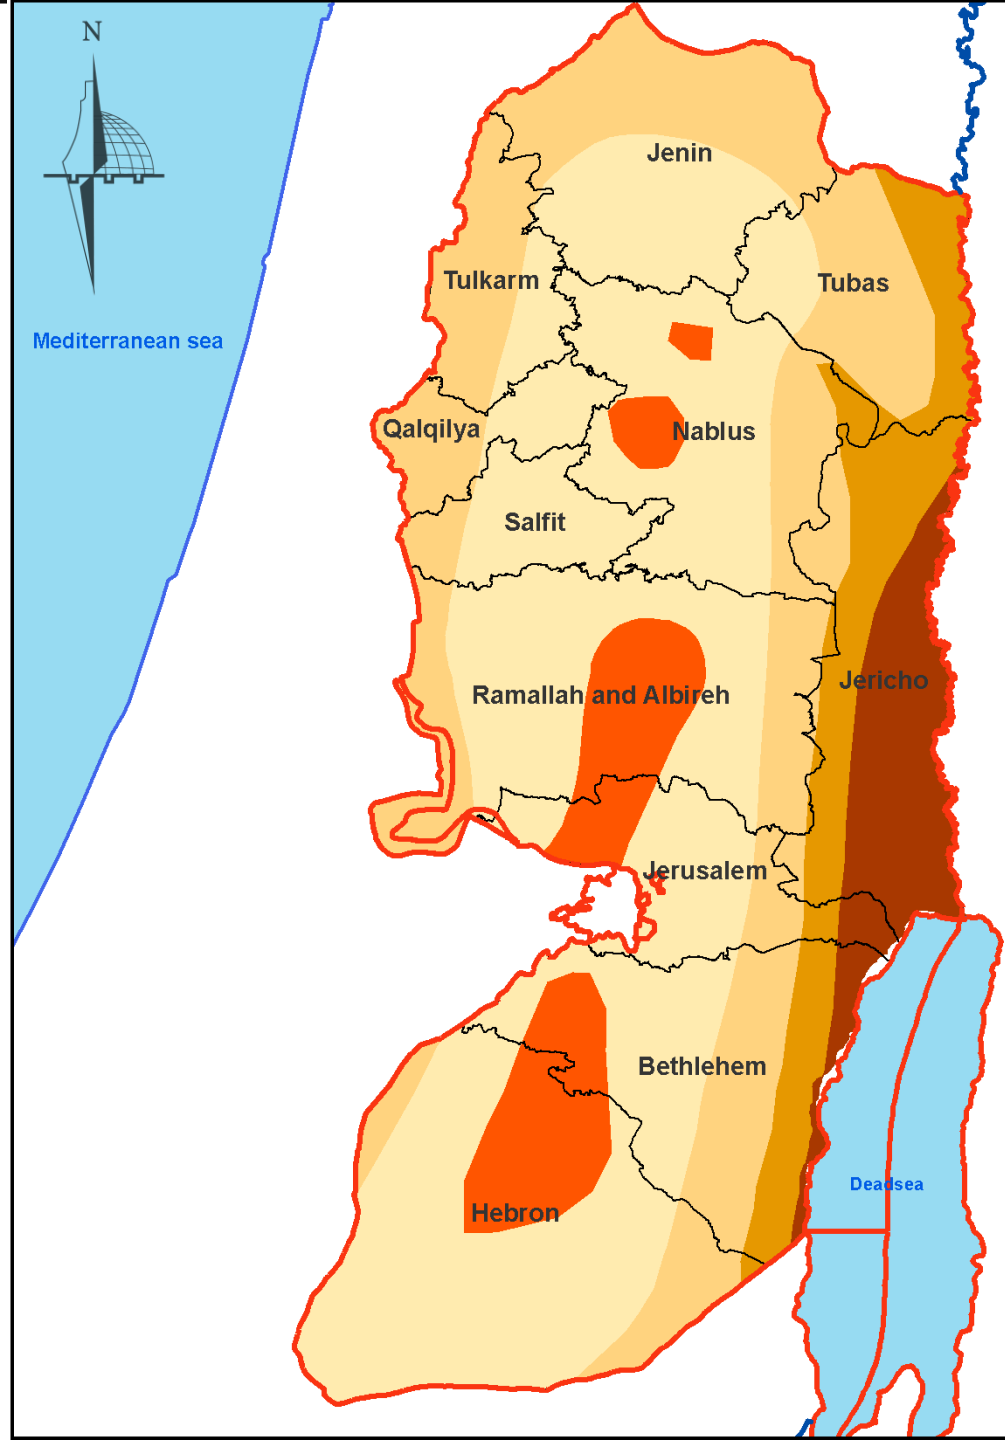 N
Jenin
Tulkarm
Tubas
Mediterranean sea
Qalqilya
Nablus
Salfit
Jericho
Ramallah and Albireh
Jerusalem
Bethlehem
Deadsea
Hebron